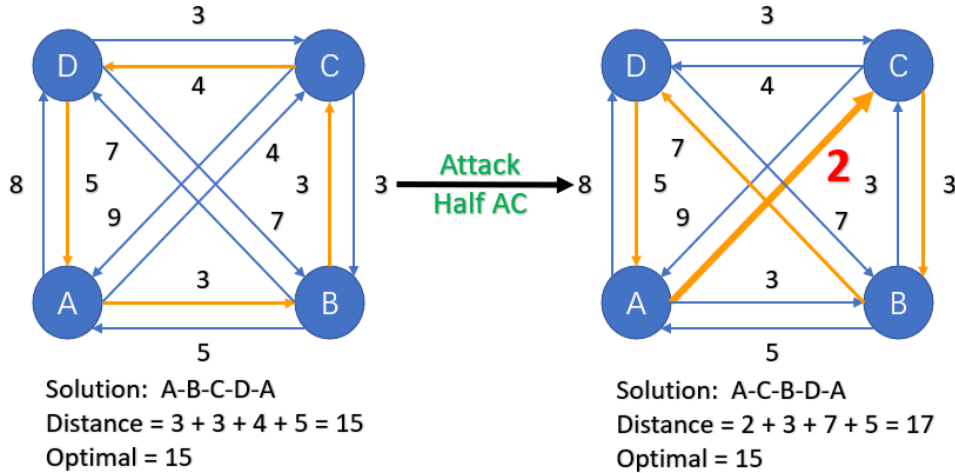 3 3
D C D C
4 4
7 4 7 2
8 5 3 3 Attack 8 5 3 3
Half AC
9 7 9 7
3 3
A B A B
5 5
Solution: A-B-C-D-A Solution: A-C-B-D-A
Distance = 3 + 3 + 4 + 5 = 15 Distance = 2 + 3 + 7 + 5 = 17
Optimal = 15 Optimal = 15